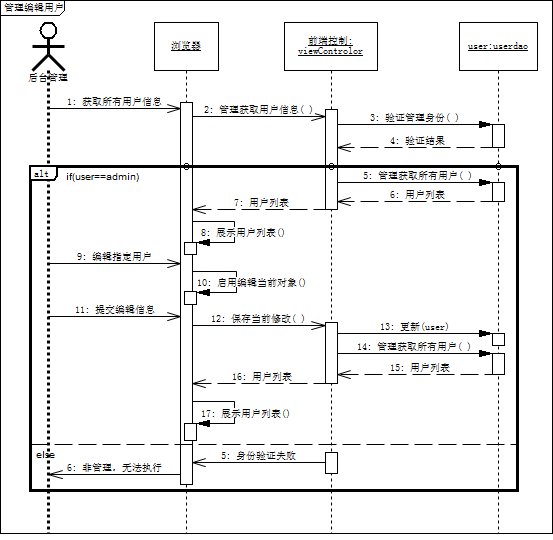 管理编辑用户
后台管理
浏览器
前端控制:
viewControlor
user:userdao
1: 获取所有用户信息
2: 管理获取用户信息( )
3: 验证管理身份( )
4: 验证结果
alt
if(user==admin)
5: 管理获取所有用户( )
6: 用户列表
7: 用户列表
8: 展示用户列表()
9: 编辑指定用户
10: 启用编辑当前对象()
11: 提交编辑信息
12: 保存当前修改( )
13: 更新(user)
14: 管理获取所有用户( )
15: 用户列表
16: 用户列表
17: 展示用户列表()
else
5: 身份验证失败
6: 非管理，无法执行